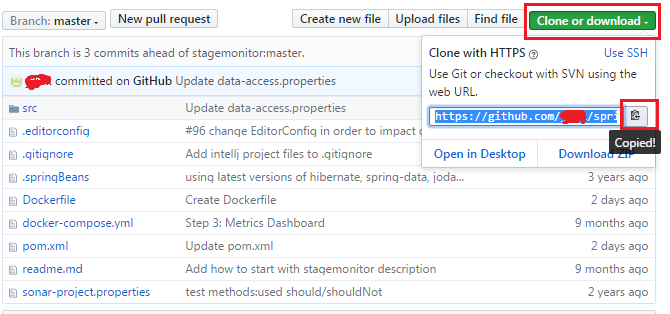 Branch: master
New pull request
Create new file
Upload files
Find file
Clone or download
This branch is 3 commits ahead of stagemonitor:master.
committed on GitHub Update data-access.properties
Clone with HTTPS
Use SSH
Use Git or checkout with SVN using the
web URL.
https://github.com/ /spri
Copied!
Open in Desktop
Download ZIP
src
Update data-access.properties
.editorconfig
#96 change EditorConfig in order to impact
.gitignore
Add intellj project files to .gitignore
.springBeans
using latest versions of hibernate, spring-data, joda...
3 years ago
Dockerfile
Create Dockerfile
2 days ago
docker-compose.yml
Step 3: Metrics Dashboard
9 months ago
pom.xml
Update pom.xml
2 days ago
readme.md
Add how to start with stagemonitor description
9 months ago
sonar-project.properties
test methods:used should/shouldNot
2 years ago